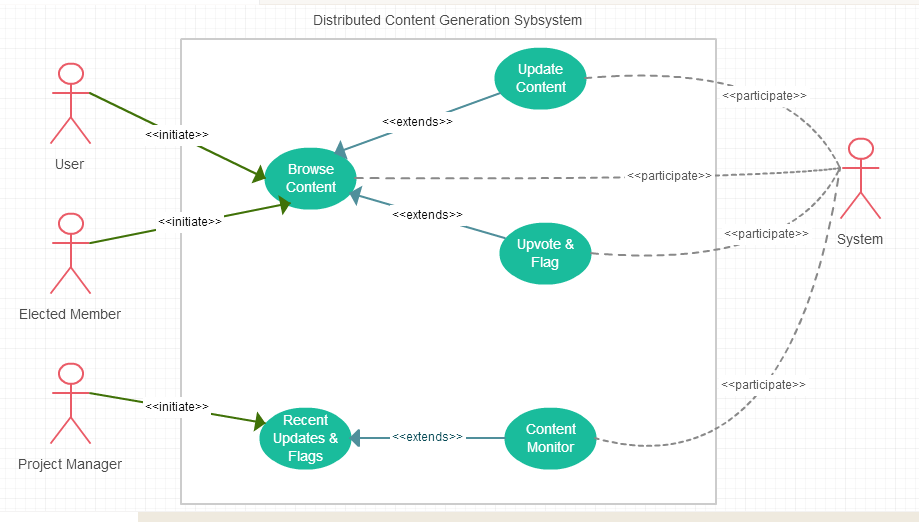 Distributed Content Generation Sybsystem
Update
Content
<<participate>>
<<extends>>
<<initiate>>
User
Browse
Content
<<participate>>
<<initiate>>
<<extends>>
<<participate>>
System
Upvote &
Flag
Elected Member
<<participate>>
<<initiate>>
Recent
Updates &
Flags
<<extends>>
Content
Monitor
Project Manager